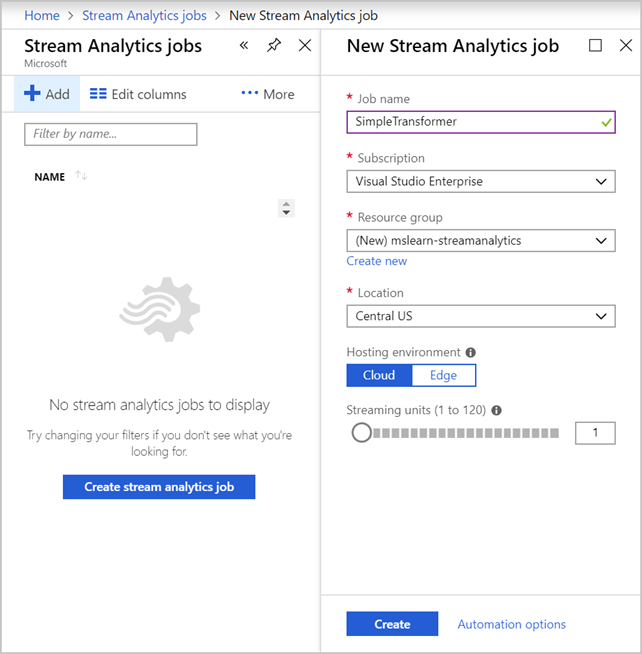 Home > Stream Analytics jobs > New Stream Analytics job
Stream Analytics jobs
Microsoft
Add
Edit columns
More
Filter by name...
NAME
No stream analytics jobs to display
Try changing your filters if you don't see what you're
looking for.
Create stream analytics job
New Stream Analytics job
* Job name
SimpleTransformer
* Subscription
Visual Studio Enterprise
* Resource group
(New) mslearn-streamanalytics
Create new
* Location
Central US
Hosting environment
Cloud
Edge
Streaming units (1 to 120)
1
Create
Automation options